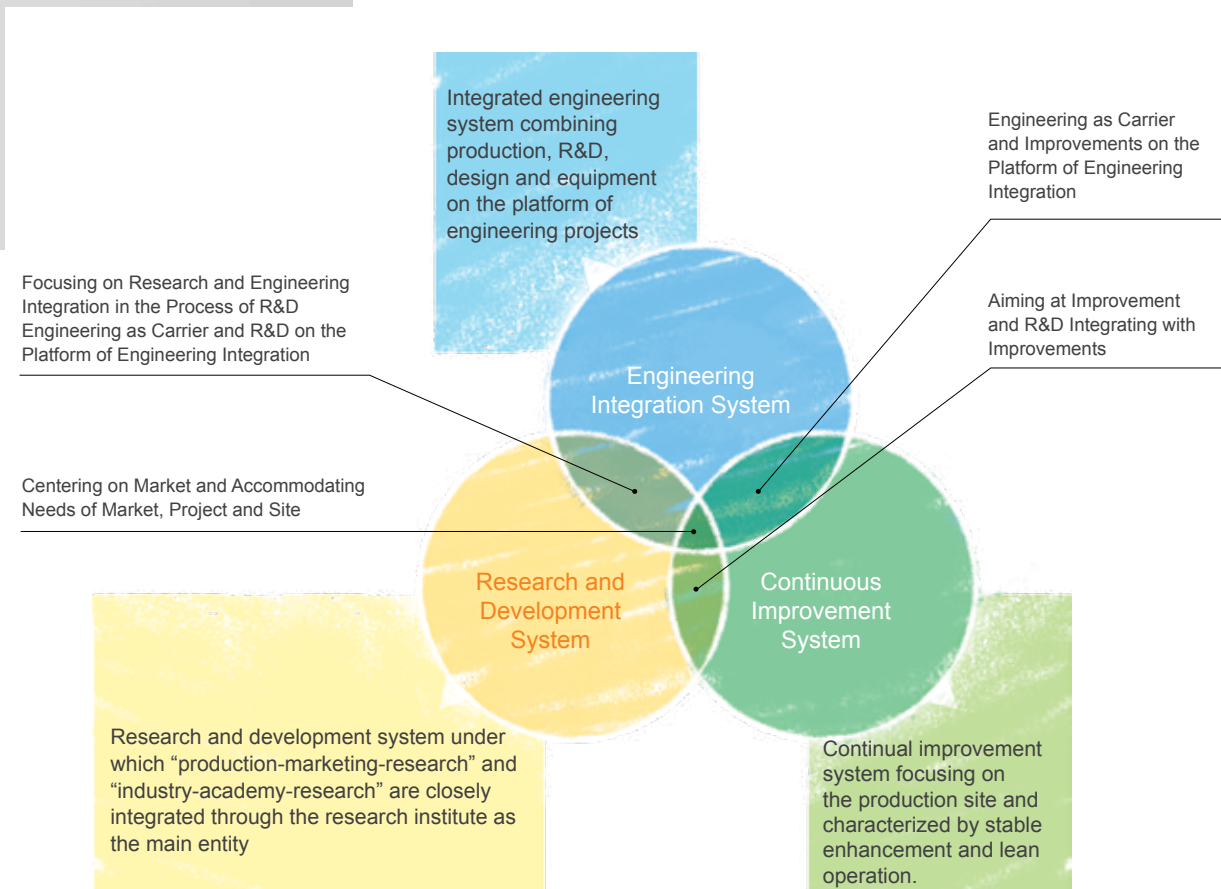 Integrated engineering
system combining
production, R&D,
design and equipment
on the platform of
engineering projects
Engineering as Carrier
and Improvements on the
Platform of Engineering
Integration
Focusing on Research and Engineering
Integration in the Process of R&D
Engineering as Carrier and R&D on the
Platform of Engineering Integration
Aiming at Improvement
and R&D Integrating with
Improvements
Engineering
Integration System
Centering on Market and Accommodating
Needs of Market, Project and Site
Research and
Development
System
Continuous
Improvement
System
Research and development system under
which “production-marketing-research” and
“industry-academy-research” are closely
integrated through the research institute as
the main entity
Continual improvement
system focusing on
the production site and
characterized by stable
enhancement and lean
operation.